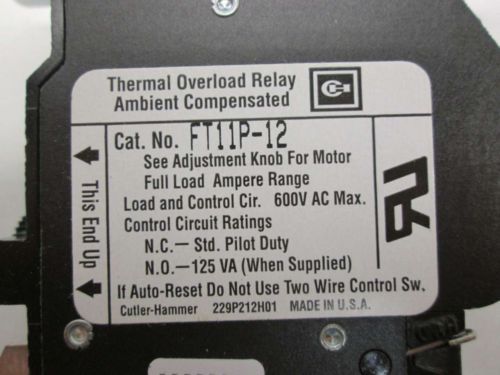 Thermal Overload Relay
Ambient Compensated
Cat. No. FT11P-12
See Adjustment Knob For Motor
Full Load Ampere Range
Load and Control Cir. 600V AC Max.
Control Circuit Ratings
N.C.— Std. Pilot Duty
N.O.—125 VA (When Supplied)
If Auto-Reset Do Not Use Two Wire Control Sw.
Cutler-Hammer 229P212H01 MADE IN U.S.A.
This End Up